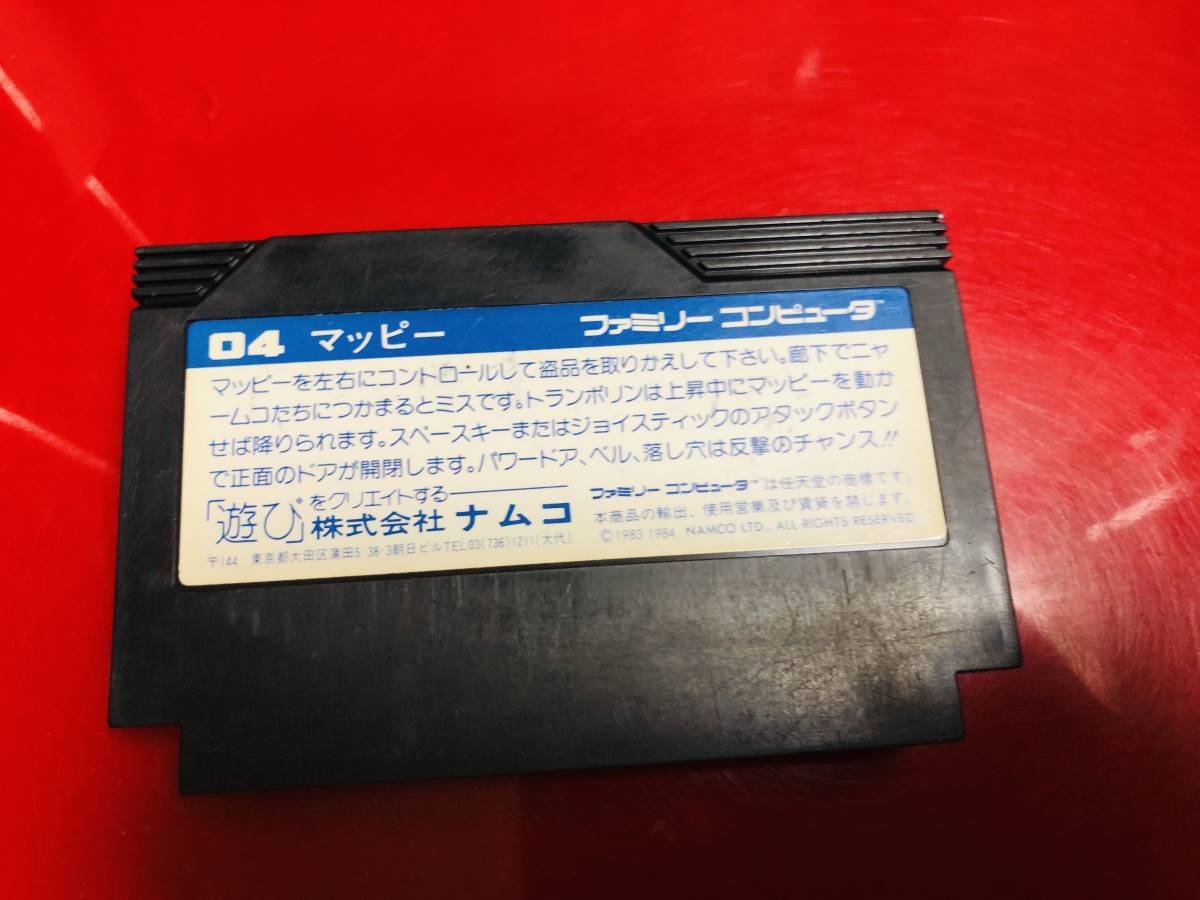 04 マッピー ファミリー コンピュータ™
マッピーを左右にコントロールして盗品を取りかえして下さい。廊下でニャ
ームコたちにつかまるとミスです。トランポリンは上昇中にマッピーを動か
せば降りられます。スペースキーまたはジョイスティックのアタックボタン
で正面のドアが開閉します。パワードア、ベル、落し穴は反撃のチャンス!!
「遊び」をクリエイトする
株式会社 ナムコ
〒144 東京都大田区蒲田5-38-3朝日ビルTEL.03(736)1211(大代)
ファミリー コンピュータ™は任天堂の商標です。
本商品の輸出、使用営業及び賃貸を禁じます。
©1983 1984 NAMCO LTD., ALL RIGHTS RESERVED